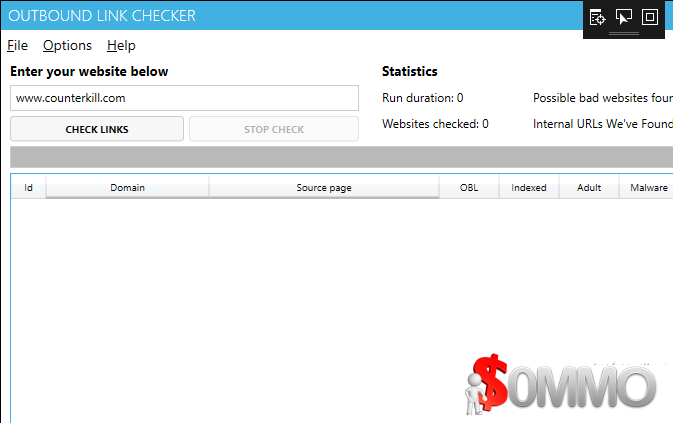 OUTBOUND LINK CHECKER
File Options Help
Enter your website below
Statistics
www.counterkill.com
Run duration: 0
Possible bad websites foun
CHECK LINKS
STOP CHECK
Websites checked: 0
Internal URLs We've Found
Id
Domain
Source page
OBL
Indexed
Adult
Malware
$OMMO